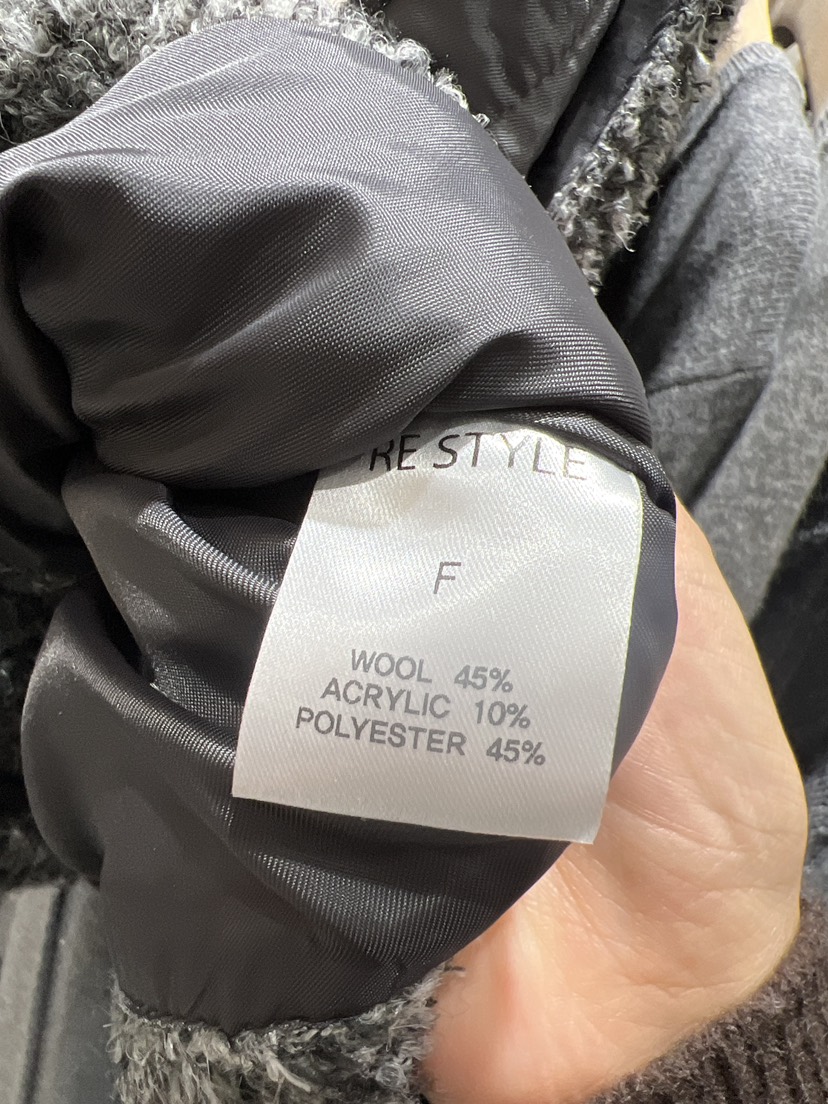 RE STYLE
F
WOOL 45%
ACRYLIC 10%
POLYESTER 45%